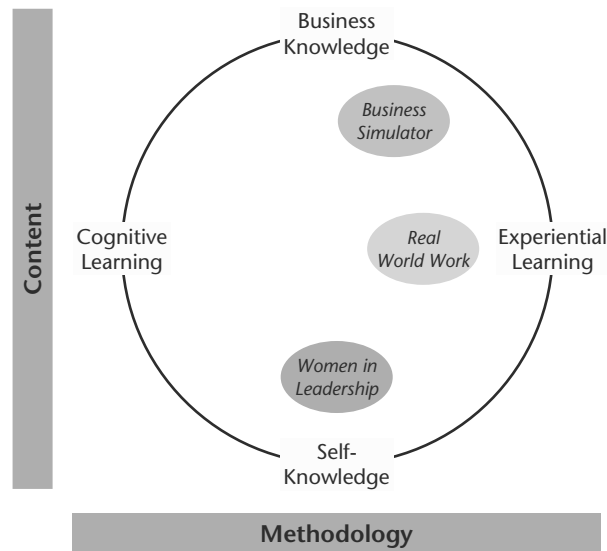 Business
Knowledge
Business
Simulator
Content
Cognitive
Learning
Real
World Work
Experiential
Learning
Women in
Leadership
Self-
Knowledge
Methodology